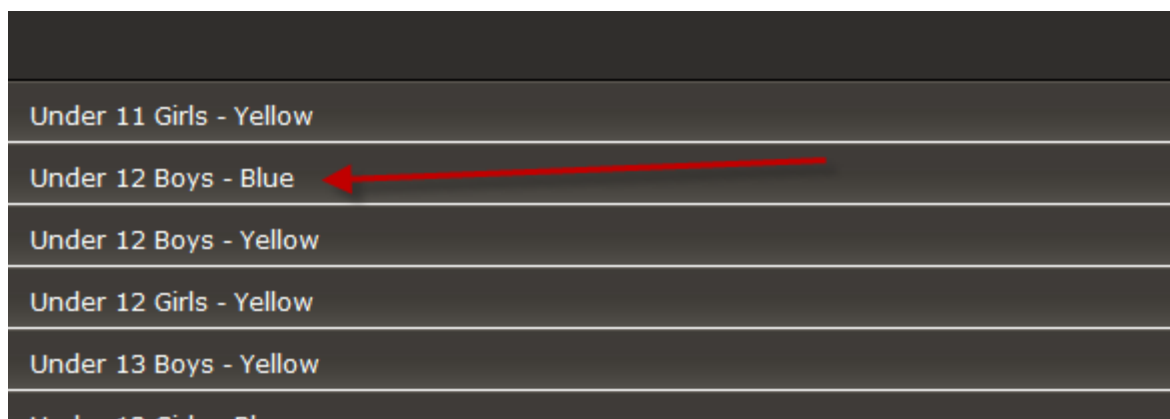 Under 11 Girls - Yellow
Under 12 Boys - Blue
Under 12 Boys - Yellow
Under 12 Girls - Yellow
Under 13 Boys - Yellow